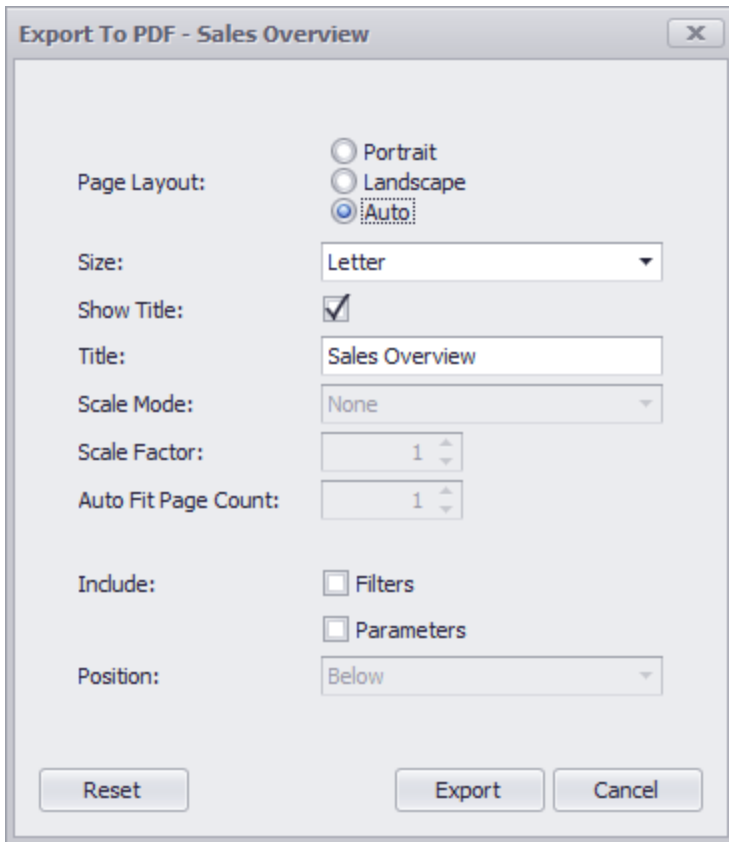 Export To PDF - Sales Overview
Portrait
Page Layout: Landscape
Auto
Size: Letter
Show Title:
Title: Sales Overview
Scale Mode: None
Scale Factor: 1
Auto Fit Page Count: 1
Include: Filters
Parameters
Position: Below
Reset Export Cancel